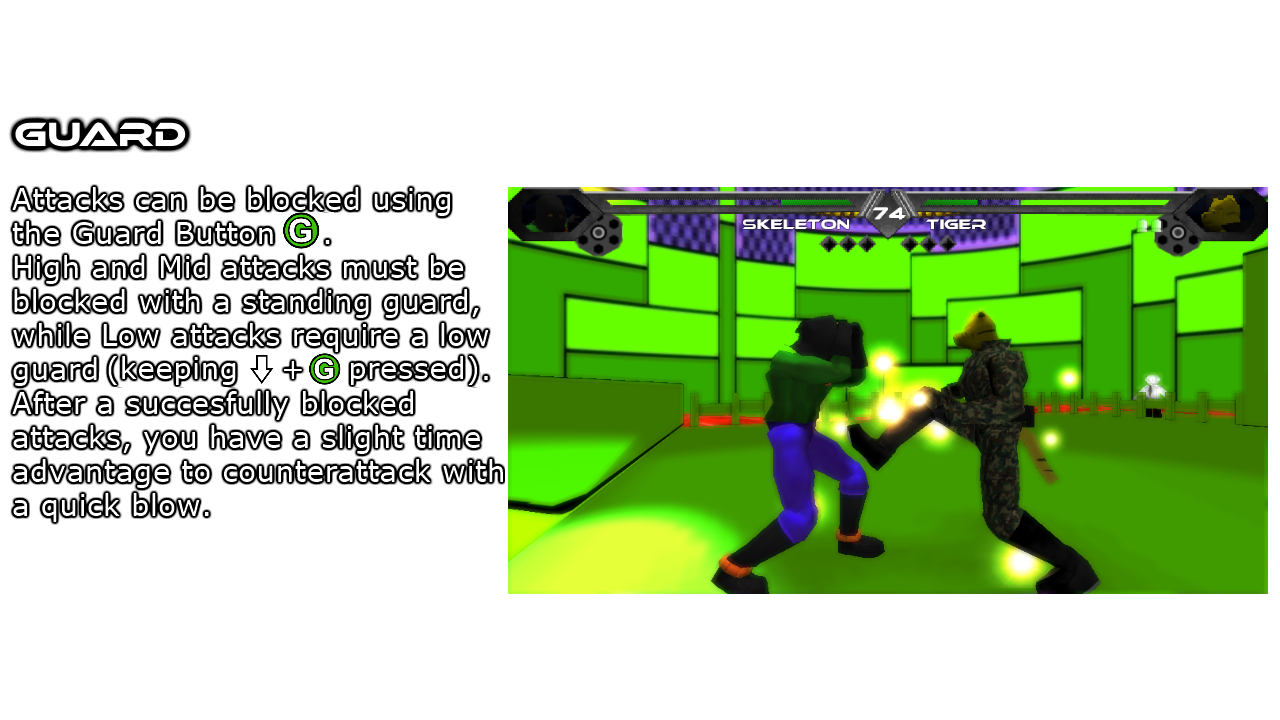 GUARD
Attacks can be blocked using
the Guard Button G.
High and Mid attacks must be
blocked with a standing guard,
while Low attacks require a low
guard (keeping ↓ + G pressed).
After a succesfully blocked
attacks, you have a slight time
advantage to counterattack with
a quick blow.
74
SKELETON TIGER